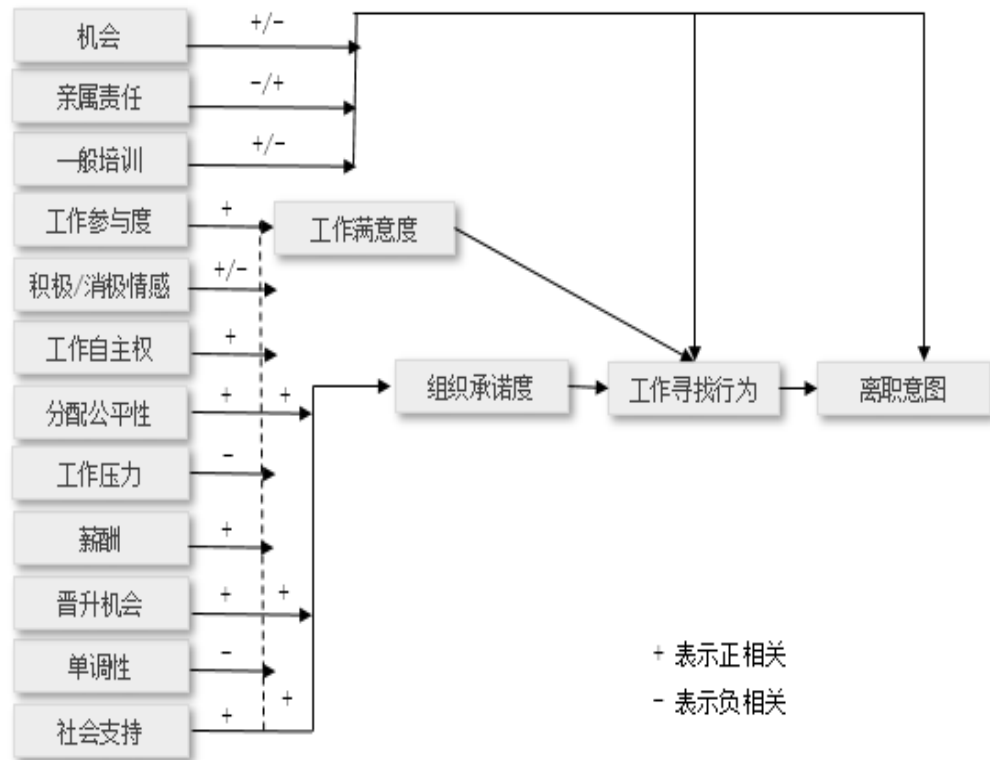 机会
+/-
亲属责任
-/+
一般培训
+/-
工作参与度
+
工作满意度
积极/消极情感
+/-
工作自主权
+
组织承诺度
工作寻找行为
离职意图
分配公平性
+
+
工作压力
-
薪酬
+
晋升机会
+
+
单调性
-
社会支持
+
+
+ 表示正相关
- 表示负相关